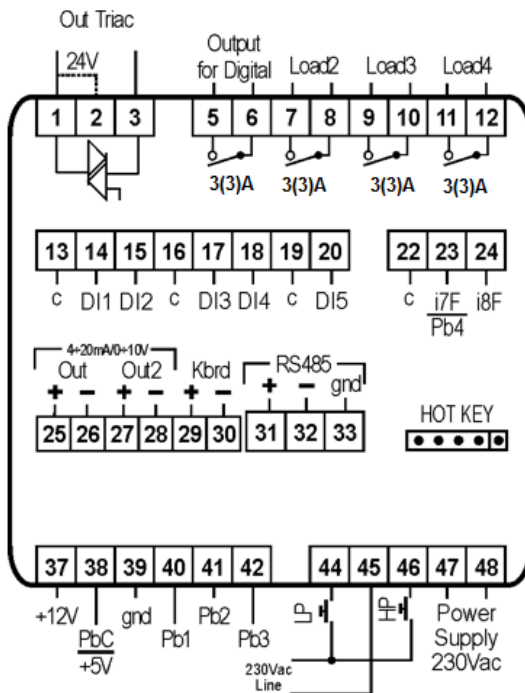 Out Triac
24V
Output
for Digital
Load2 Load3 Load4
1 2 3 5 6 7 8 9 10 11 12
3(3)A 3(3)A 3(3)A 3(3)A
13 14 15 16 17 18 19 20 22 23 24
c DI1 DI2 c DI3 DI4 c DI5 c i7F i8F
Pb4
4÷20mA/0÷10V
Out Out2 Kbrd RS485
+ − + − + − + − gnd
25 26 27 28 29 30 31 32 33
HOT KEY
37 38 39 40 41 42 44 45 46 47 48
+12V PbC gnd Pb1 Pb2 Pb3 LP HP Power
+5V Supply
230Vac
230Vac
Line